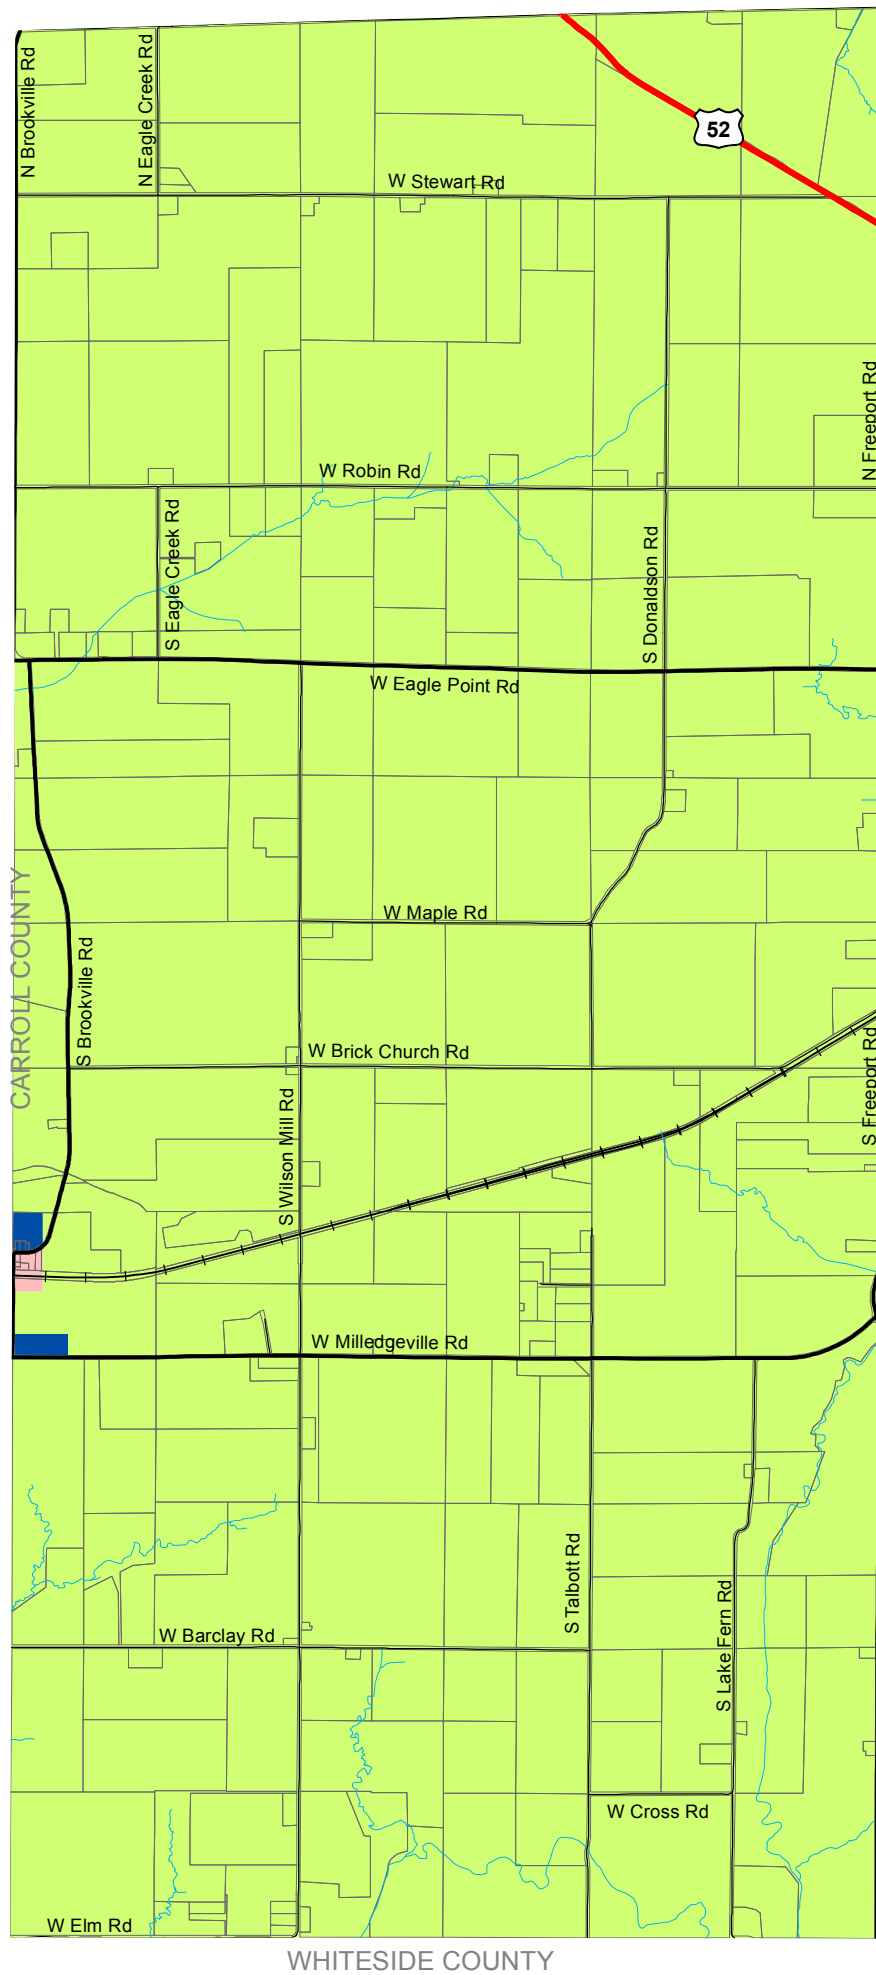 N Brookville Rd
N Eagle Creek Rd
52
W Stewart Rd
N Freeport Rd
W Robin Rd
S Eagle Creek Rd
S Donaldson Rd
W Eagle Point Rd
CARROLL COUNTY
W Maple Rd
S Brookville Rd
W Brick Church Rd
S Freeport Rd
S Wilson Mill Rd
W Milledgeville Rd
S Talbott Rd
S Lake Fern Rd
W Barclay Rd
W Cross Rd
W Elm Rd
WHITESIDE COUNTY